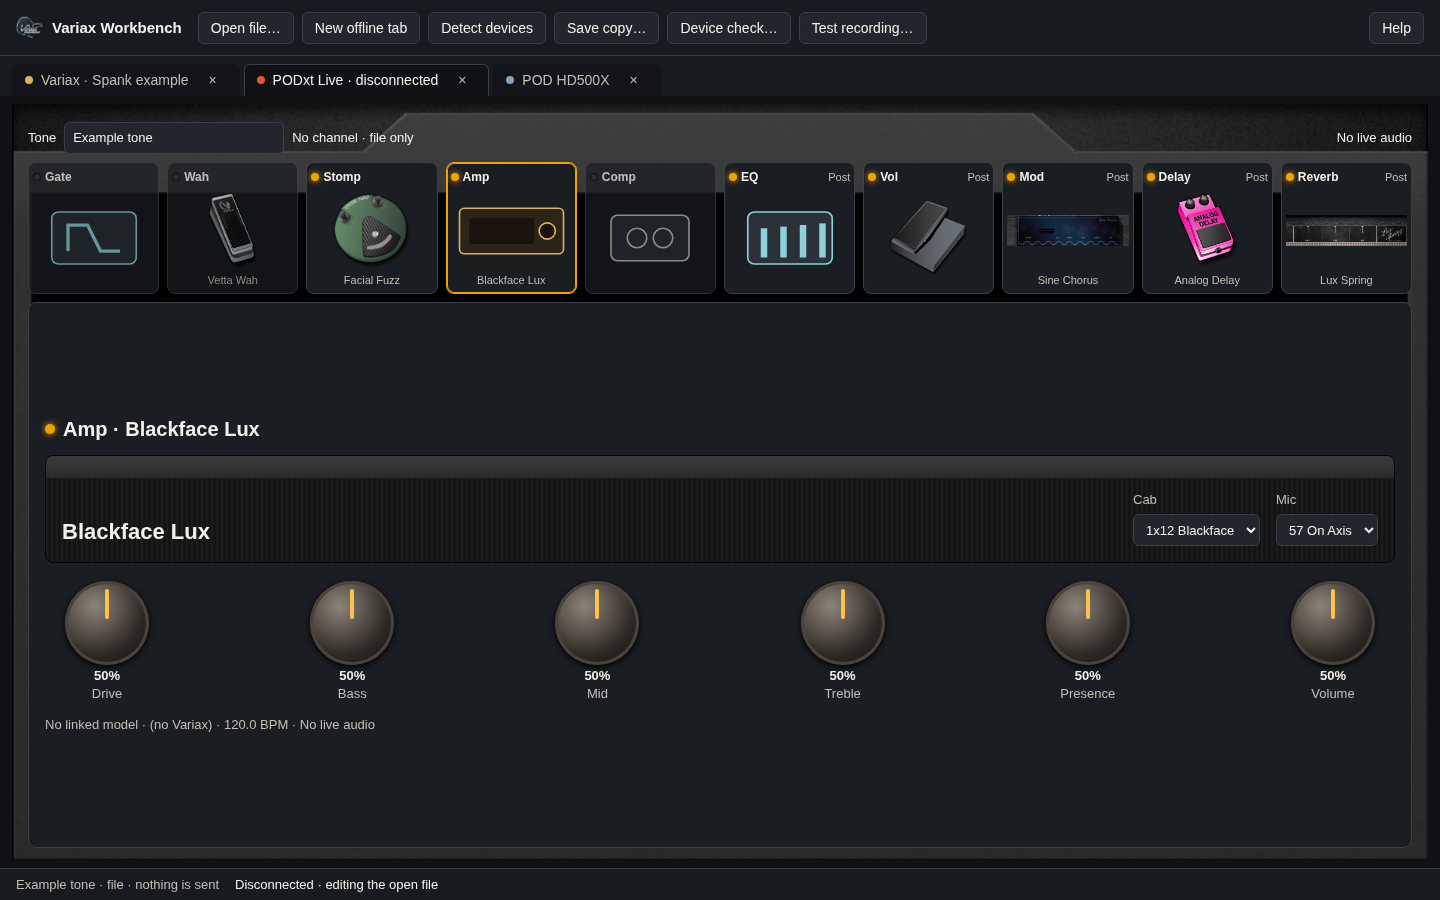 Variax Workbench
Open file…
New offline tab
Detect devices
Save copy…
Device check…
Test recording…
Help
Variax · Spank example ×
PODxt Live · disconnected ×
POD HD500X ×
Tone
Example tone
No channel · file only
No live audio
Gate
Wah
Vetta Wah
Stomp
Facial Fuzz
Amp
Blackface Lux
Comp
EQ Post
Vol Post
Mod Post
Sine Chorus
Delay Post
ANALOG
DELAY
Analog Delay
Reverb Post
Lux Spring
Amp · Blackface Lux
Blackface Lux
Cab
1x12 Blackface
Mic
57 On Axis
50%
Drive
50%
Bass
50%
Mid
50%
Treble
50%
Presence
50%
Volume
No linked model · (no Variax) · 120.0 BPM · No live audio
Example tone · file · nothing is sent
Disconnected · editing the open file